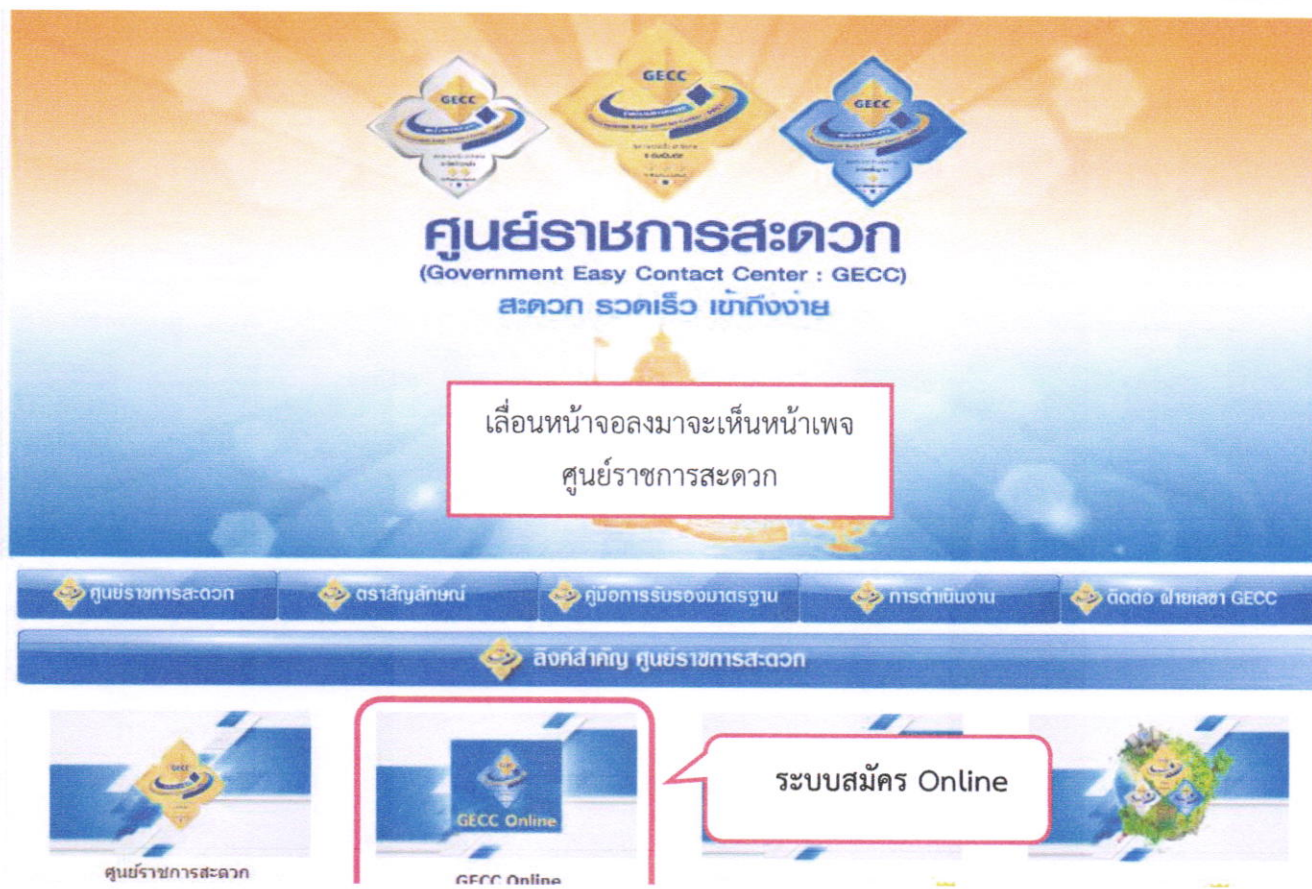 GECC
GECC
GECC
ศูนย์ราชการสะดวก
(Government Easy Contact Center : GECC)
สะดวก รวดเร็ว เข้าถึงง่าย
เลื่อนหน้าจอลงมาจะเห็นหน้าเพจ
ศูนย์ราชการสะดวก
ศูนย์ราชการสะดวก
ตราสัญลักษณ์
คู่มือการรับรองมาตรฐาน
การดำเนินงาน
ติดต่อ ฝ่ายเลขา GECC
ลิงค์สำคัญ ศูนย์ราชการสะดวก
GECC
GECC Online
ระบบสมัคร Online
ศูนย์ราชการสะดวก
GECC Online